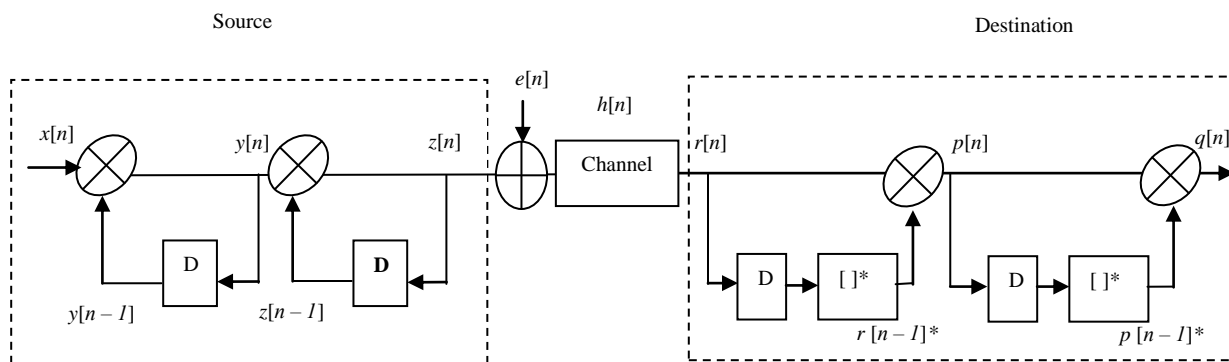 Source
Destination
e[n]
h[n]
x[n]
y[n]
z[n]
Channel
r[n]
p[n]
q[n]
D
D
D
[ ]*
D
[ ]*
y[n – 1]
z[n – 1]
r [n – 1]*
p [n – 1]*